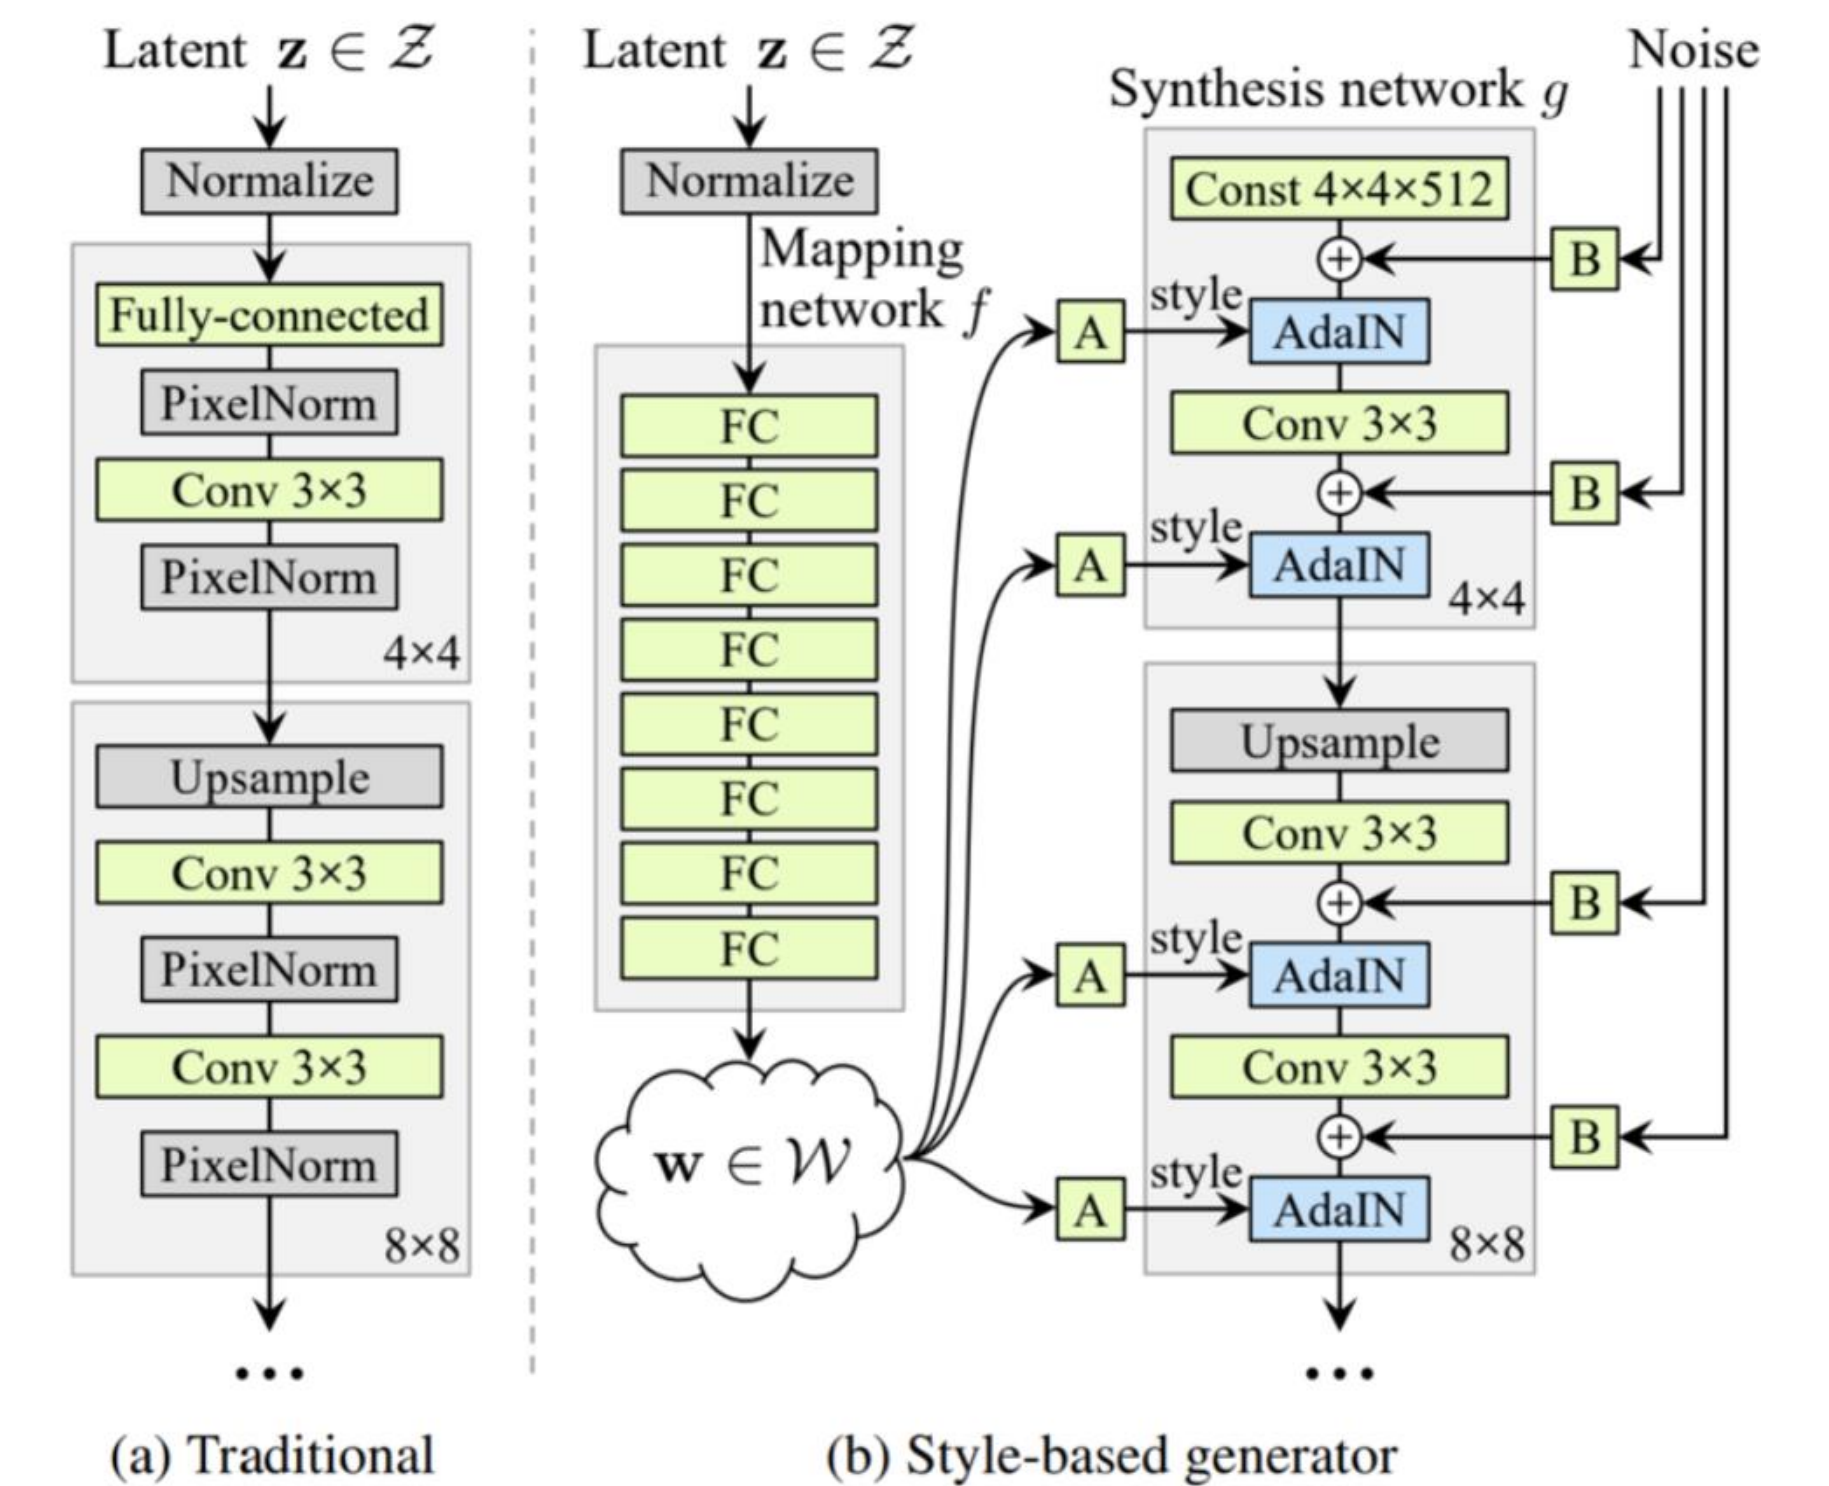 Latent z ∈ 𝒵
Normalize
Fully-connected
PixelNorm
Conv 3×3
PixelNorm
4×4
Upsample
Conv 3×3
PixelNorm
Conv 3×3
PixelNorm
8×8
...
(a) Traditional
Latent z ∈ 𝒵
Normalize
Mapping
network f
FC
FC
FC
FC
FC
FC
FC
FC
w ∈ 𝒲
A
style
A
style
A
style
A
style
Synthesis network g
Const 4×4×512
+
AdaIN
Conv 3×3
+
AdaIN
4×4
Upsample
Conv 3×3
+
AdaIN
Conv 3×3
+
AdaIN
8×8
...
Noise
B
B
B
B
(b) Style-based generator